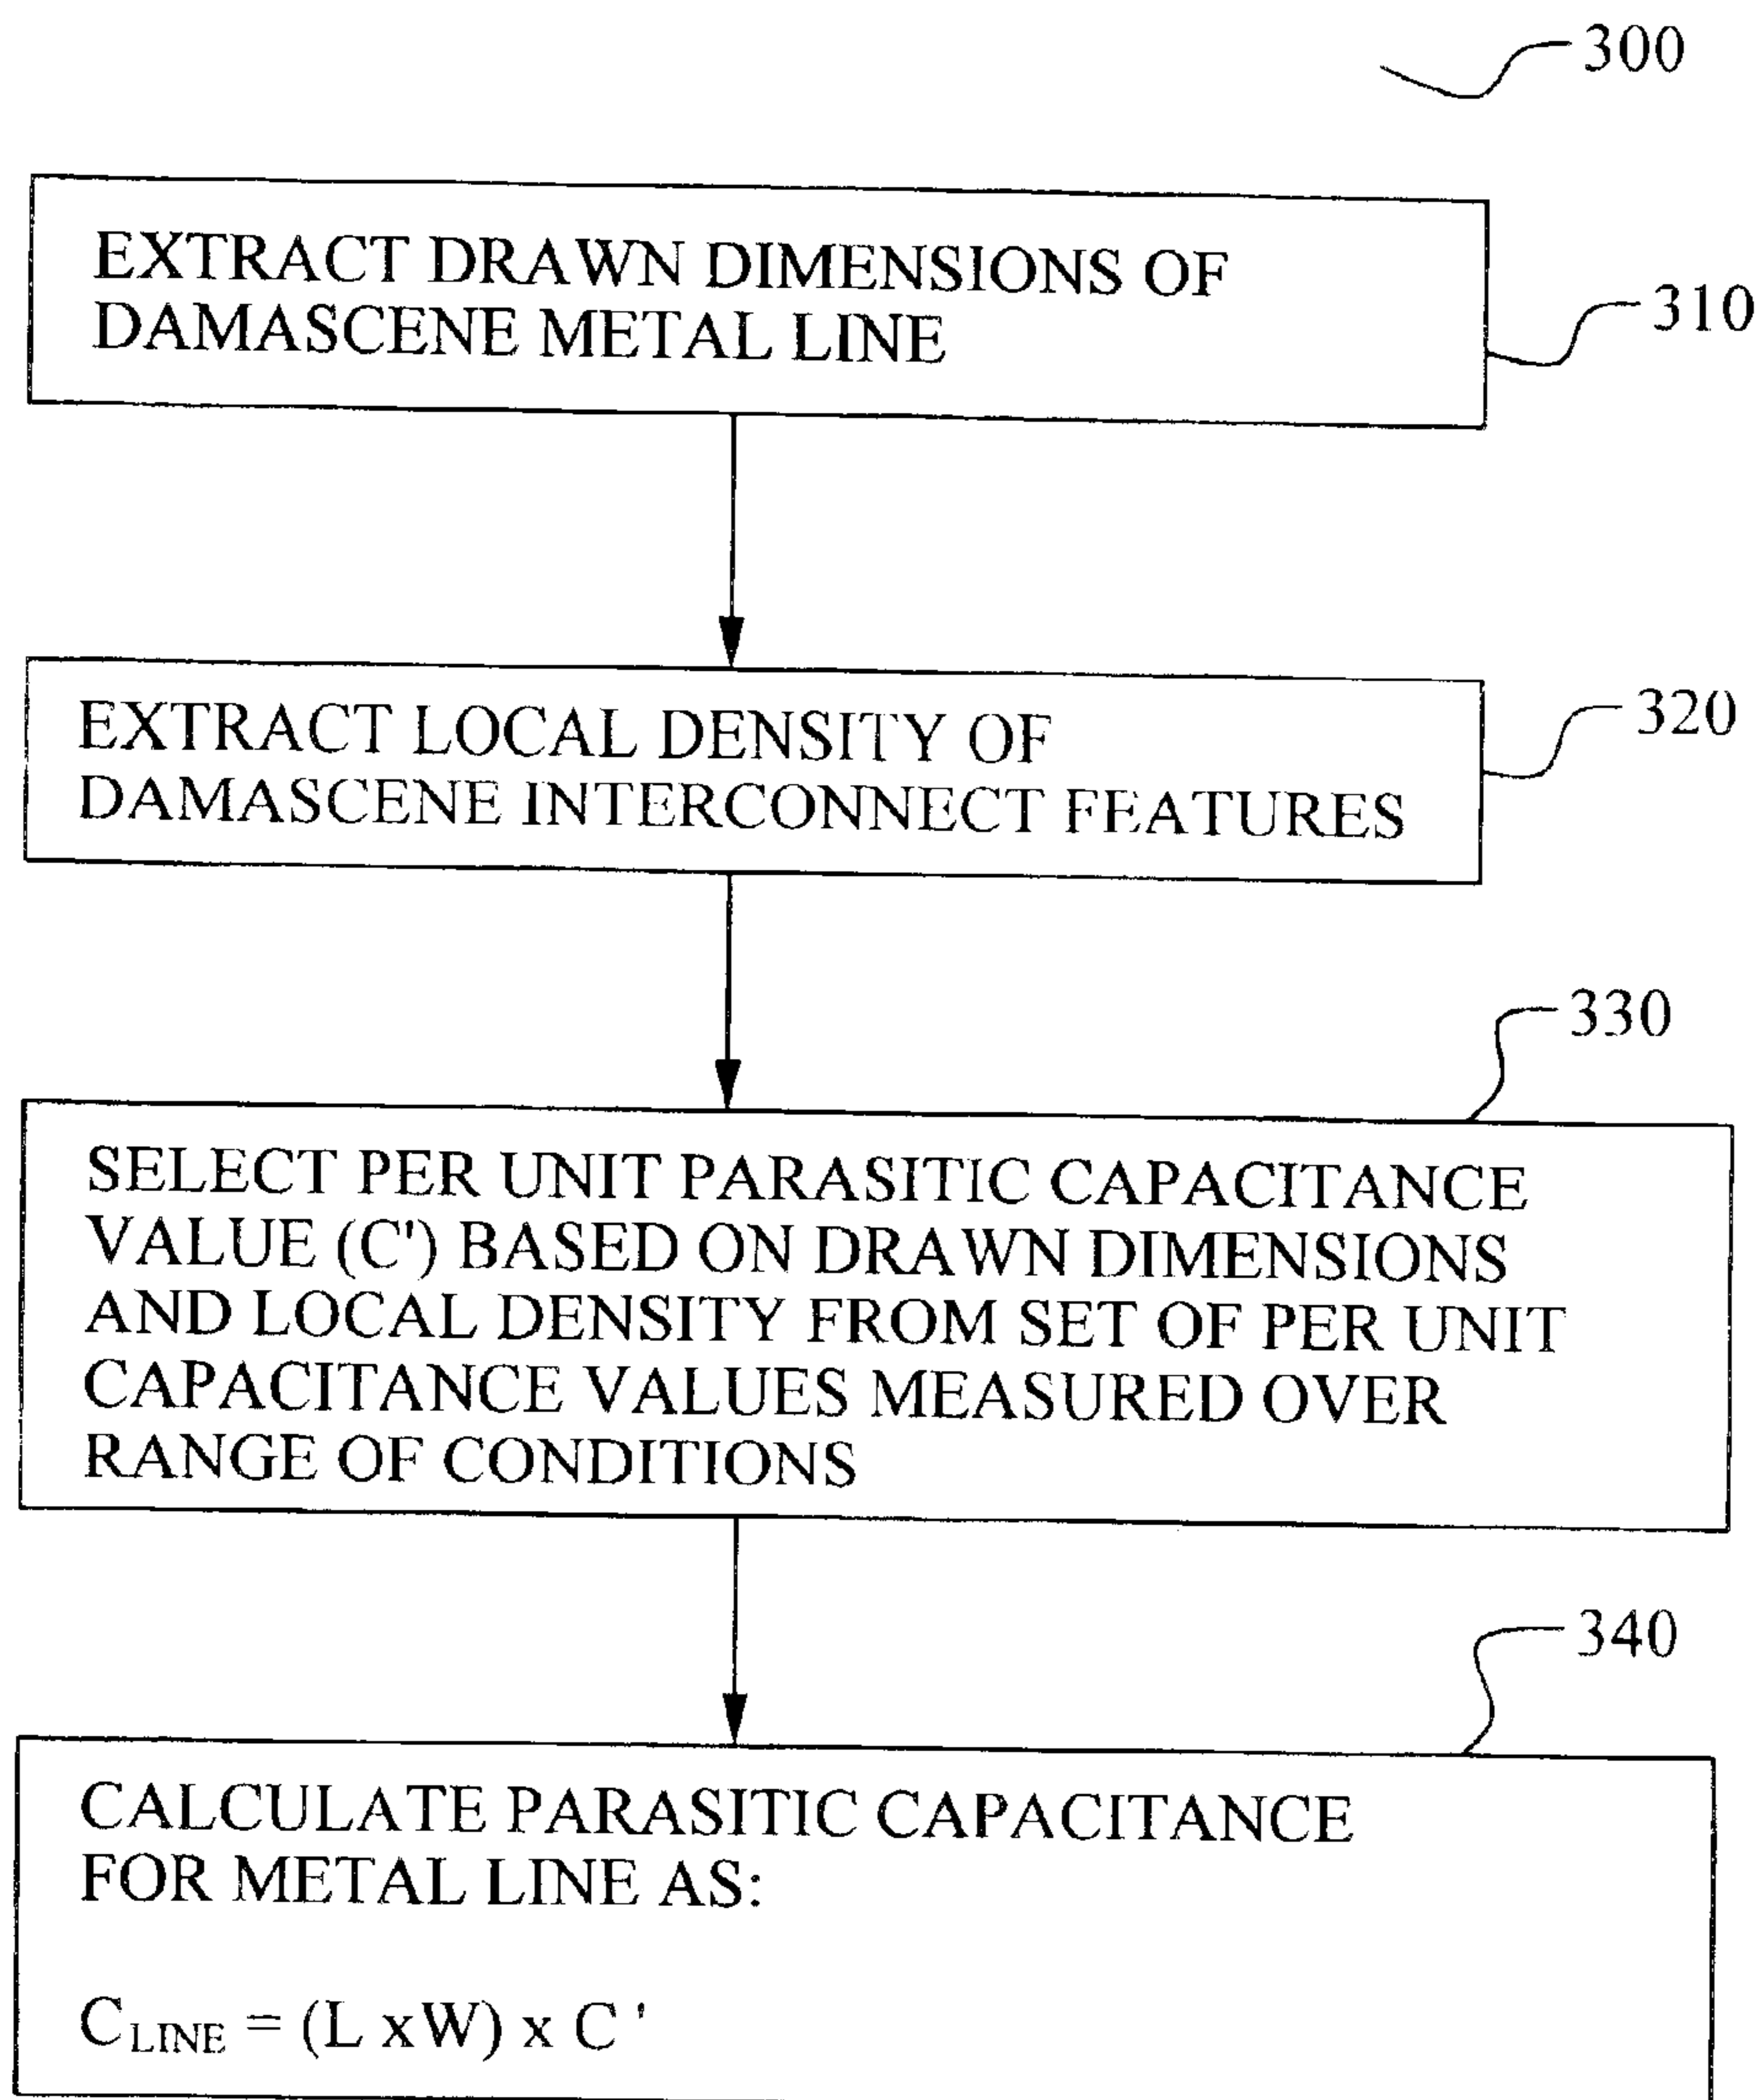 300
EXTRACT DRAWN DIMENSIONS OF
DAMASCENE METAL LINE
310
EXTRACT LOCAL DENSITY OF
DAMASCENE INTERCONNECT FEATURES
320
330
SELECT PER UNIT PARASITIC CAPACITANCE
VALUE (C') BASED ON DRAWN DIMENSIONS
AND LOCAL DENSITY FROM SET OF PER UNIT
CAPACITANCE VALUES MEASURED OVER
RANGE OF CONDITIONS
340
CALCULATE PARASITIC CAPACITANCE
FOR METAL LINE AS:
C_LINE = (L x W) x C '